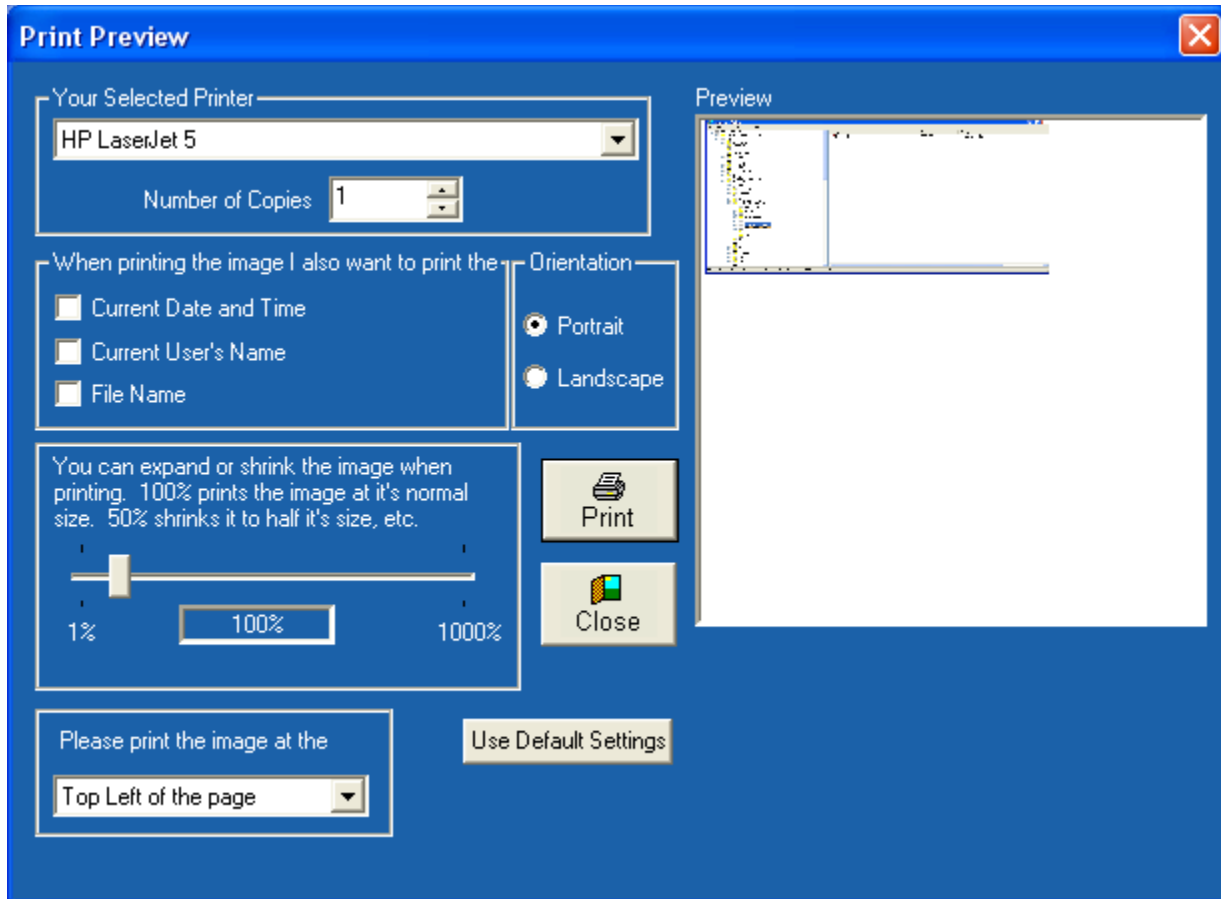 Print Preview
Your Selected Printer
HP LaserJet 5
Number of Copies 1
When printing the image I also want to print the
Current Date and Time
Current User's Name
File Name
Orientation
Portrait
Landscape
You can expand or shrink the image when
printing. 100% prints the image at it's normal
size. 50% shrinks it to half it's size, etc.
1% 100% 1000%
Print
Close
Please print the image at the
Top Left of the page
Use Default Settings
Preview